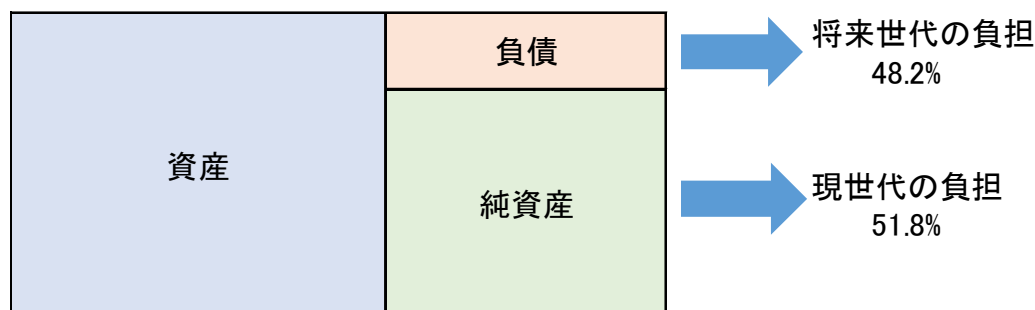 資産
負債
純資産
将来世代の負担
48.2%
現世代の負担
51.8%